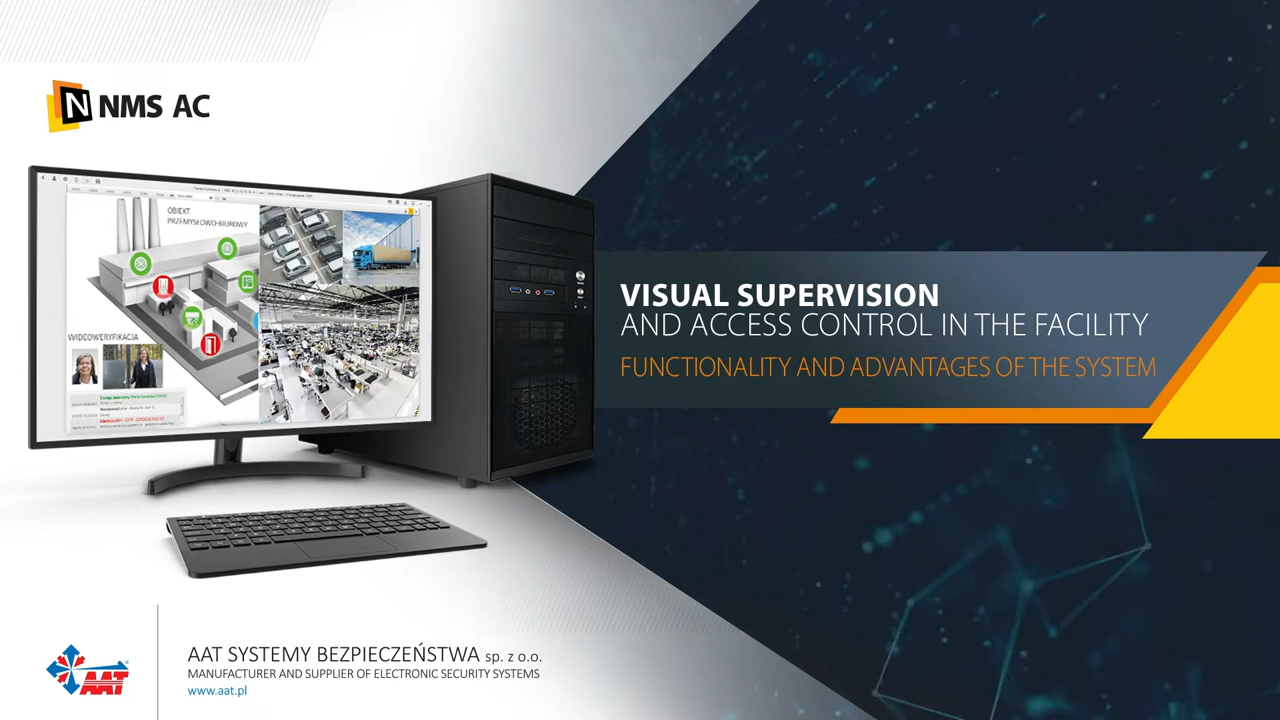 N NMS AC
OBIEKT
PRZEMYSŁOWO-BIUROWY
WIDEOWERYFIKACJA
VISUAL SUPERVISION
AND ACCESS CONTROL IN THE FACILITY
FUNCTIONALITY AND ADVANTAGES OF THE SYSTEM
AAT
AAT SYSTEMY BEZPIECZEŃSTWA sp. z o.o.
MANUFACTURER AND SUPPLIER OF ELECTRONIC SECURITY SYSTEMS
www.aat.pl